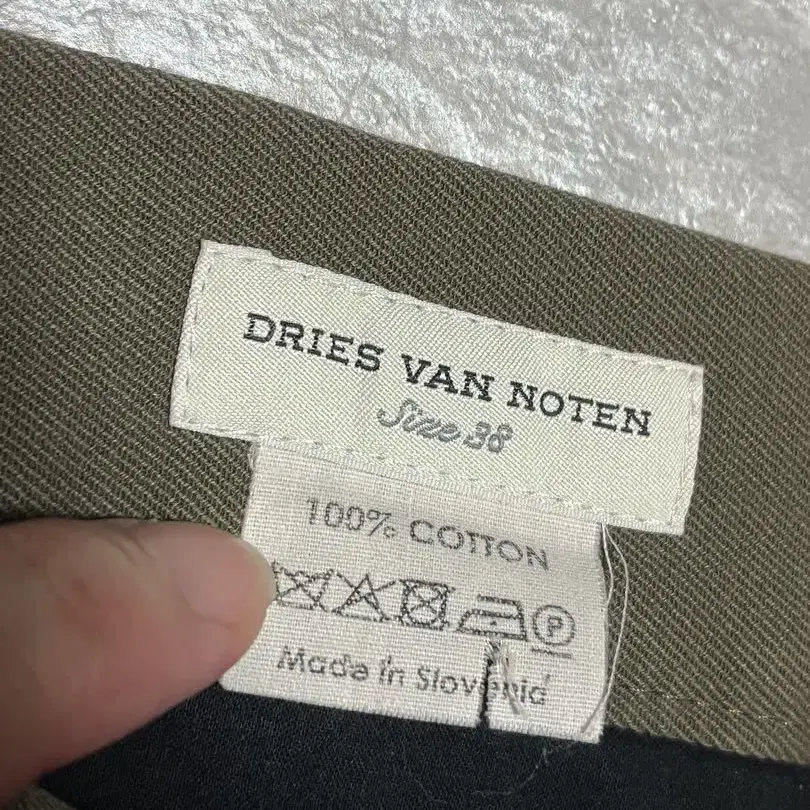 DRIES VAN NOTEN
Size 38
100% COTTON
P
Made in Slovenia